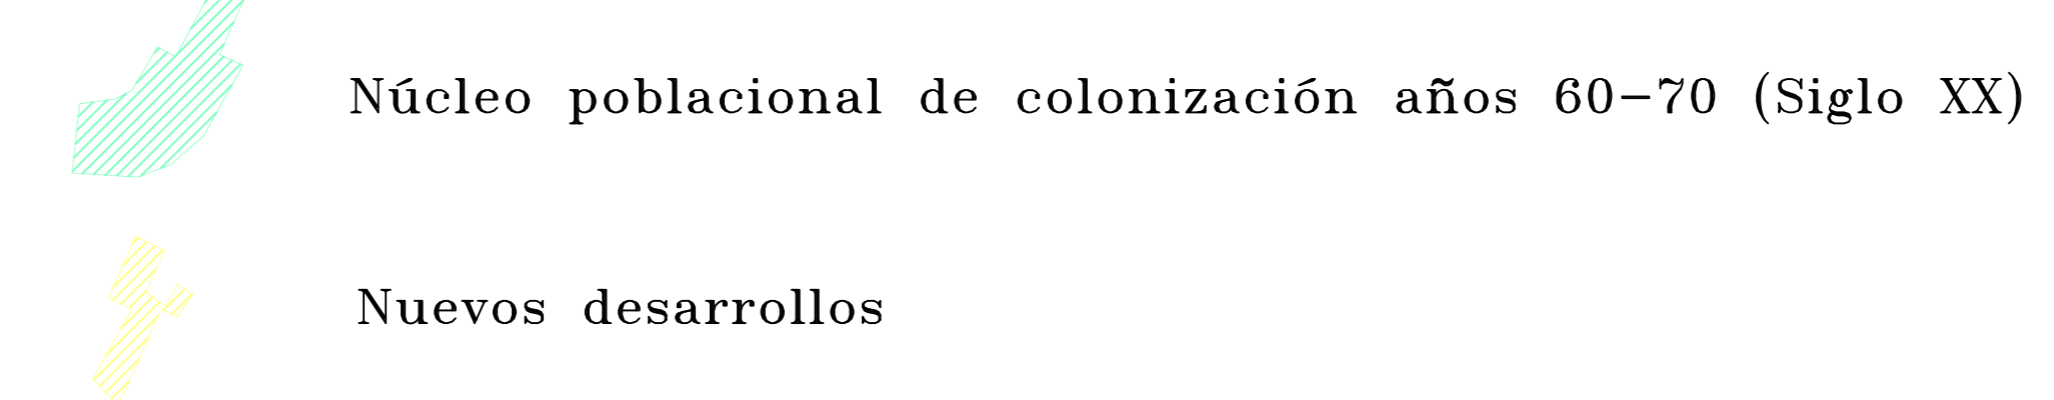 Núcleo poblacional de colonización años 60-70 (Siglo XX)
Nuevos desarrollos